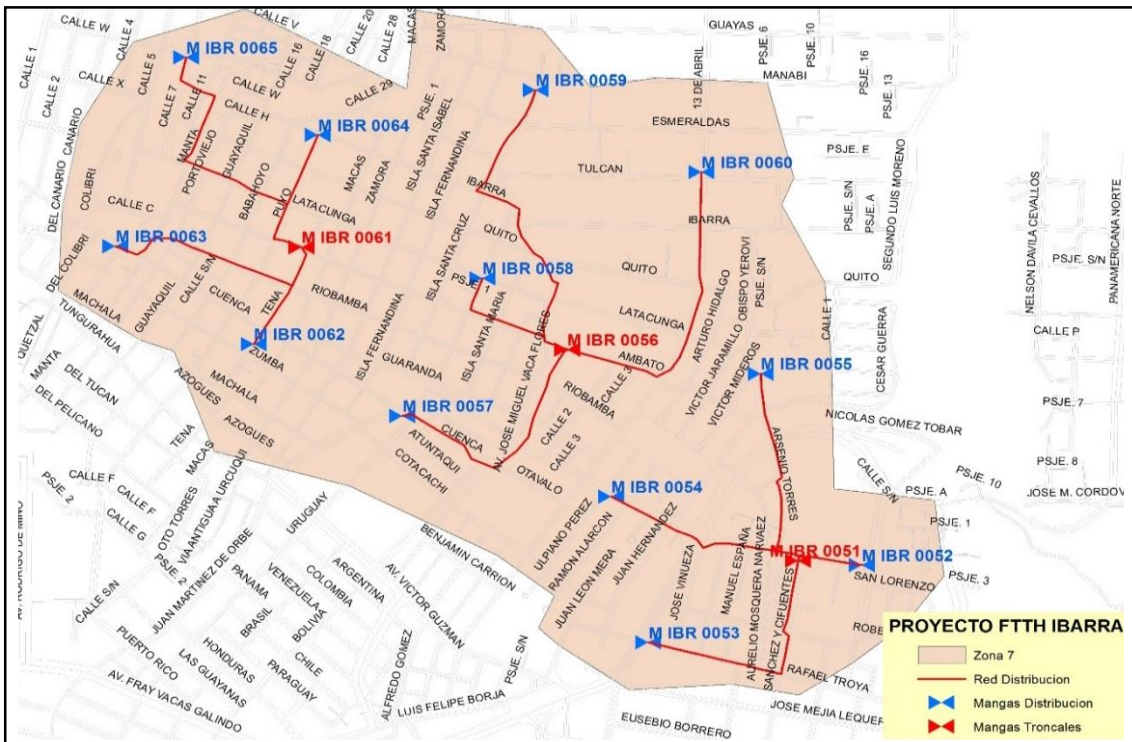 CALLE V
CALLE 20
CALLE 28
MACAS
ZAMORA
GUAYAS
PSJE. 6
PSJE. 10
CALLE W
CALLE 4
CALLE 16
CALLE 18
CALLE 1
CALLE 2
CALLE X
CALLE 5
M IBR 0065
CALLE 7
CALLE 11
CALLE W
CALLE H
CALLE 29
PSJE. 1
M IBR 0059
13 DE ABRIL
MANABI
PSJE. 16
PSJE. 13
M IBR 0064
ISLA SANTA ISABEL
ISLA FERNANDINA
ESMERALDAS
DEL CANARIO
CANARIO
COLIBRI
MANTA
PORTOVIEJO
GUAYAQUIL
BABAHOYO
PUYO
MACAS
ZAMORA
IBARRA
TULCAN
M IBR 0060
PSJE. E
PSJE. S/N
PSJE. A
SEGUNDO LUIS MORENO
NELSON DAVILA CEVALLOS
PANAMERICANA NORTE
CALLE C
LATACUNGA
IBARRA
M IBR 0063
M IBR 0061
ISLA SANTA CRUZ
QUITO
DEL COLIBRI
CALLE S/N
M IBR 0058
PSJE. 1
QUITO
ARTURO HIDALGO
VICTOR JARAMILLO
OBISPO YEROVI
PSJE. S/N
QUITO
PSJE. S/N
MACHALA
TUNGURAHUA
GUAYAQUIL
CUENCA
TENA
RIOBAMBA
ISLA FERNANDINA
ISLA SANTA MARIA
LATACUNGA
CALLE 1
CESAR GUERRA
CALLE P
QUETZAL
MANTA
M IBR 0062
ZUMBA
GUARANDA
M IBR 0056
AMBATO
M IBR 0055
DEL TUCAN
DEL PELICANO
AZOGUES
MACHALA
AV. JOSE MIGUEL VACA FLORES
RIOBAMBA
CALLE 3
VICTOR MIDEROS
AZOGUES
M IBR 0057
CUENCA
ATUNTAQUI
COTACACHI
CALLE 2
CALLE 3
OTAVALO
NICOLAS GOMEZ TOBAR
PSJE. 7
TENA
MACAS
CALLE F
PSJE. 2
CALLE F
CALLE G
PSJE. 2
OTO TORRES
VIA ANTIGUA A URCUQUI
URUGUAY
M IBR 0054
ARSENIO TORRES
CALLE S/N
PSJE. A
PSJE. 10
PSJE. 8
JOSE M. CORDOV
PSJE. 1
AV. RODRIGO DE MIÑO
CALLE S/N
JUAN MARTINEZ DE ORBE
PANAMA
VENEZUELA
COLOMBIA
ARGENTINA
BENJAMIN CARRION
ULPIANO PEREZ
RAMON ALARCON
JUAN LEON MERA
JUAN HERNANDEZ
JOSE VINUEZA
MANUEL ESPAÑA
AURELIO MOSQUERA NARVAEZ
SANCHEZ Y CIFUENTES
M IBR 0051
M IBR 0052
SAN LORENZO
PSJE. 3
BRASIL
BOLIVIA
AV. VICTOR GUZMAN
CHILE
PUERTO RICO
HONDURAS
LAS GUAYANAS
PARAGUAY
ALFREDO GOMEZ
PSJE. S/N
M IBR 0053
RAFAEL TROYA
ROBE
AV. FRAY VACAS GALINDO
LUIS FELIPE BORJA
EUSEBIO BORRERO
JOSE MEJIA LEQUER
PROYECTO FTTH IBARRA
Zona 7
Red Distribucion
Mangas Distribucion
Mangas Troncales